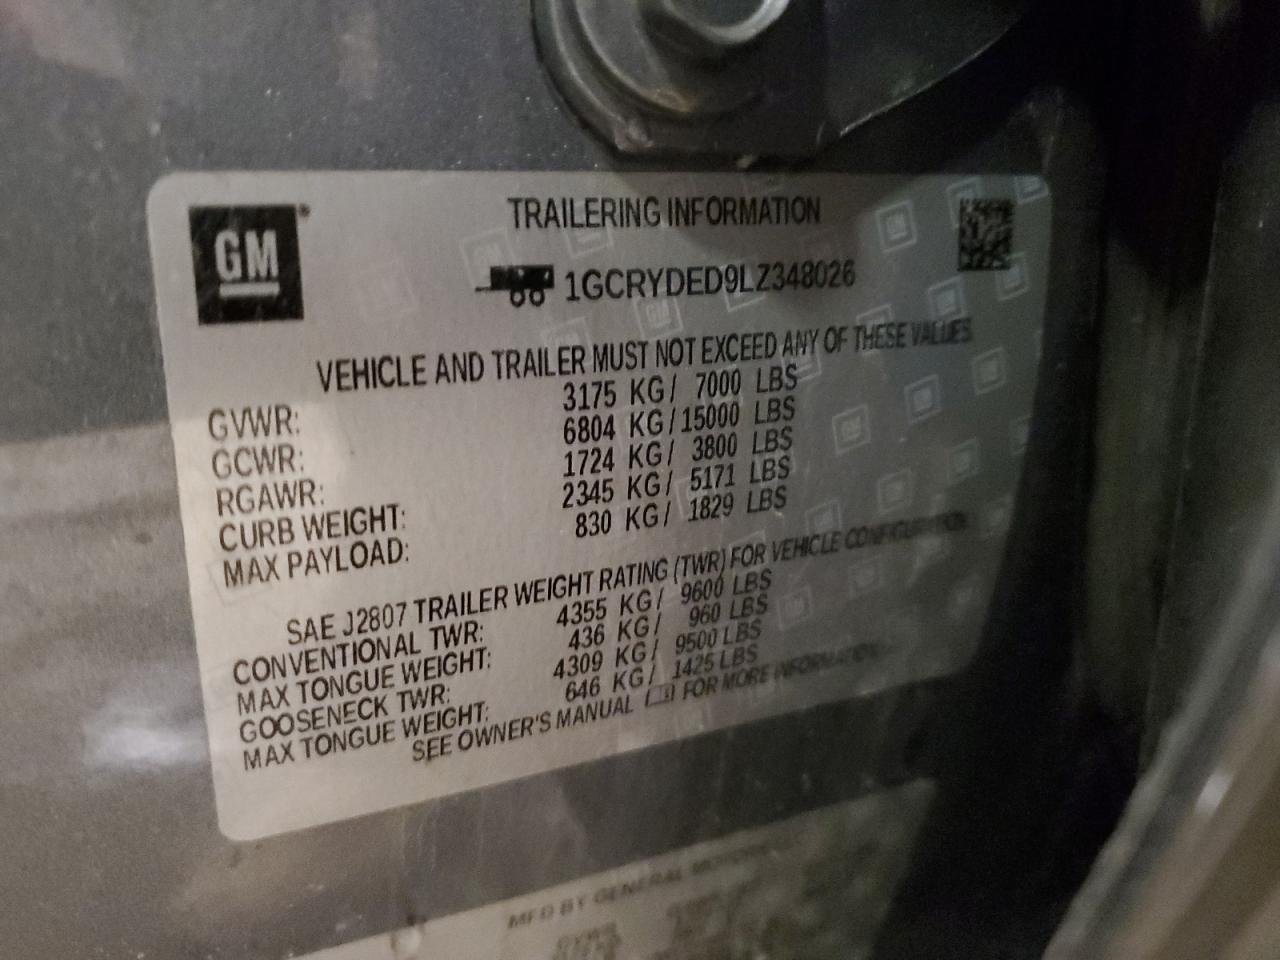 GM
TRAILERING INFORMATION
1GCRYDED9LZ348026
VEHICLE AND TRAILER MUST NOT EXCEED ANY OF THESE VALUES
GVWR: 3175 KG/ 7000 LBS
GCWR: 6804 KG/15000 LBS
RGAWR: 1724 KG/ 3800 LBS
CURB WEIGHT: 2345 KG/ 5171 LBS
MAX PAYLOAD: 830 KG/ 1829 LBS
SAE J2807 TRAILER WEIGHT RATING (TWR) FOR VEHICLE CONFIGURATION
CONVENTIONAL TWR: 4355 KG/ 9600 LBS
MAX TONGUE WEIGHT: 436 KG/ 960 LBS
GOOSENECK TWR: 4309 KG/ 9500 LBS
MAX TONGUE WEIGHT: 646 KG/ 1425 LBS
SEE OWNER'S MANUAL FOR MORE INFORMATION
MFD BY GENERAL MOTORS